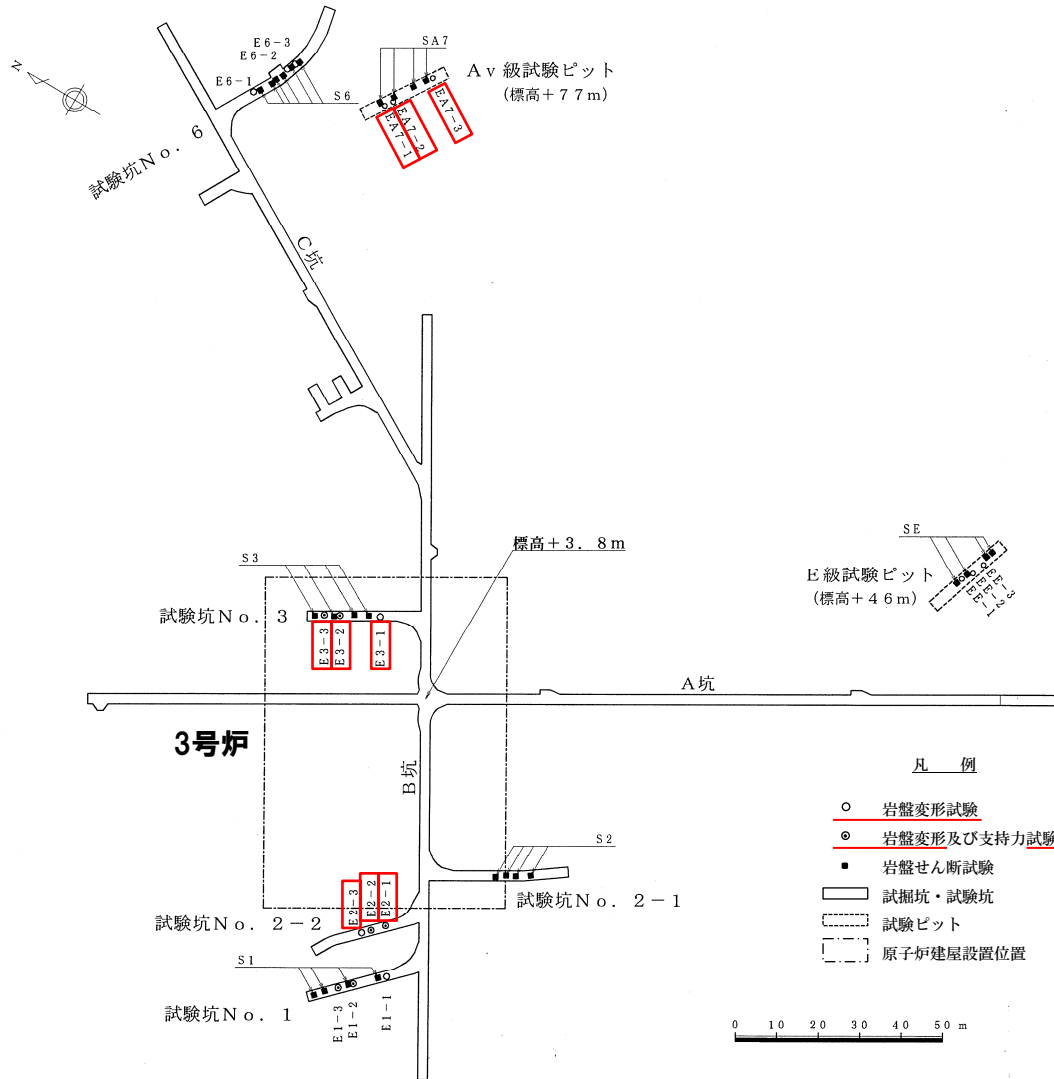 N
E6-3
E6-2
E6-1
S6
SA7
Av級試験ピット
(標高+77m)
EA7-1
EA7-2
EA7-3
試験坑No. 6
C坑
標高+3.8m
S3
試験坑No. 3
E3-3
E3-2
E3-1
SE
E級試験ピット
(標高+46m)
EE-1
EE-2
EE-3
A坑
3号炉
B坑
S2
試験坑No. 2-1
E2-3
E2-2
E2-1
試験坑No. 2-2
S1
試験坑No. 1
E1-3
E1-2
E1-1
凡 例
岩盤変形試験
岩盤変形及び支持力試験
岩盤せん断試験
試掘坑・試験坑
試験ピット
原子炉建屋設置位置
0 10 20 30 40 50 m